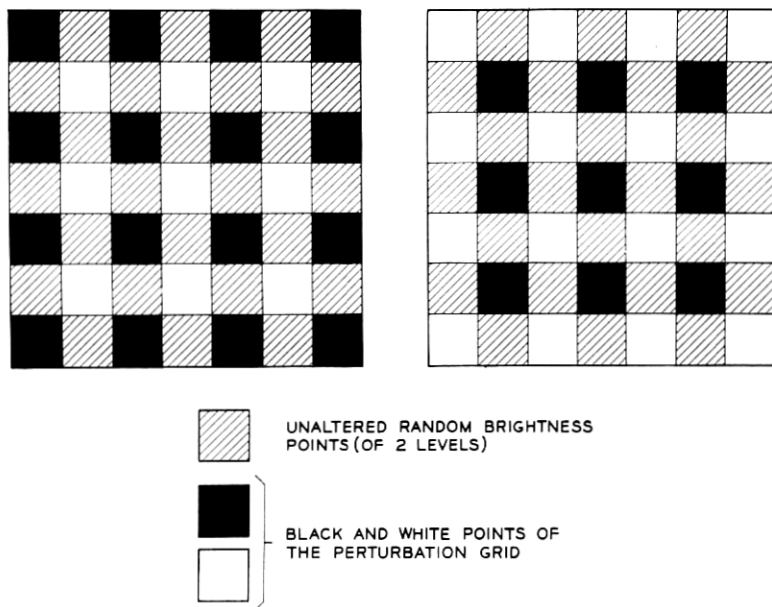 UNALTERED RANDOM BRIGHTNESS
POINTS (OF 2 LEVELS)
BLACK AND WHITE POINTS OF
THE PERTURBATION GRID